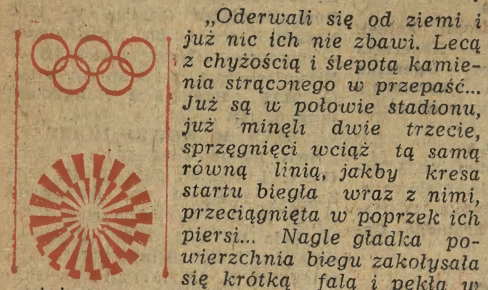 „Oderwali się od ziemi i
już nic ich nie zbawi. Lecą
z chyżością i ślepotą kamie-
nia strąconego w przepaść...
Już są w połowie stadionu,
już minęli dwie trzecie,
sprzęgnięci wciąż tą samą
równą linią, jakby kresa
startu biegła wraz z nimi,
przeciągnięta w poprzek ich
piersi... Nagle gładka po-
wierzchnia biegu zakołysała
się krótką falą i pękła w